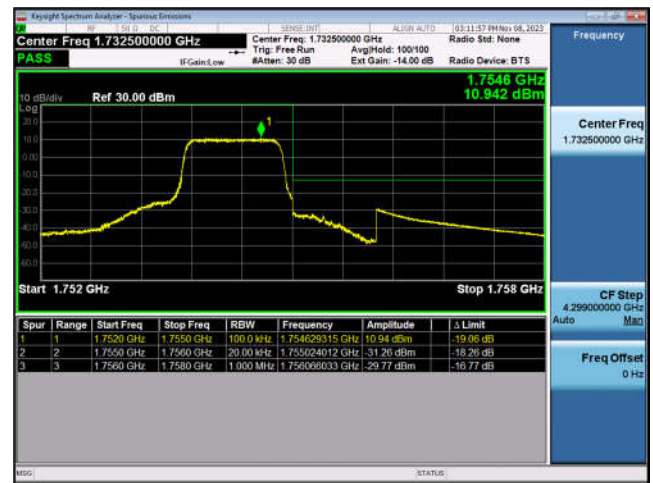 Keysight Spectrum Analyzer - Spurious Emissions
RF 50 Ω DC SENSE:INT ALIGN AUTO 03:11:57 PM Nov 08, 2023
Center Freq 1.732500000 GHz
Center Freq: 1.732500000 GHz
Radio Std: None
Trig: Free Run Avg|Hold: 100/100
PASS
IFGain:Low
#Atten: 30 dB Ext Gain: -14.00 dB Radio Device: BTS
1.7546 GHz
10.942 dBm
10 dB/div Ref 30.00 dBm
Log
20.0
10.0
0.00
10.0
20.0
30.0
40.0
50.0
60.0
1
Start 1.752 GHz Stop 1.758 GHz
Spur Range Start Freq Stop Freq RBW Frequency Amplitude Δ Limit
1 1 1.7520 GHz 1.7550 GHz 100.0 kHz 1.754629315 GHz 10.94 dBm -19.06 dB
2 2 1.7550 GHz 1.7560 GHz 20.00 kHz 1.755024012 GHz -31.26 dBm -18.26 dB
3 3 1.7560 GHz 1.7580 GHz 1.000 MHz 1.756066033 GHz -29.77 dBm -16.77 dB
MSG STATUS
Frequency
Center Freq
1.732500000 GHz
CF Step
4.299000000 GHz
Auto Man
Freq Offset
0 Hz